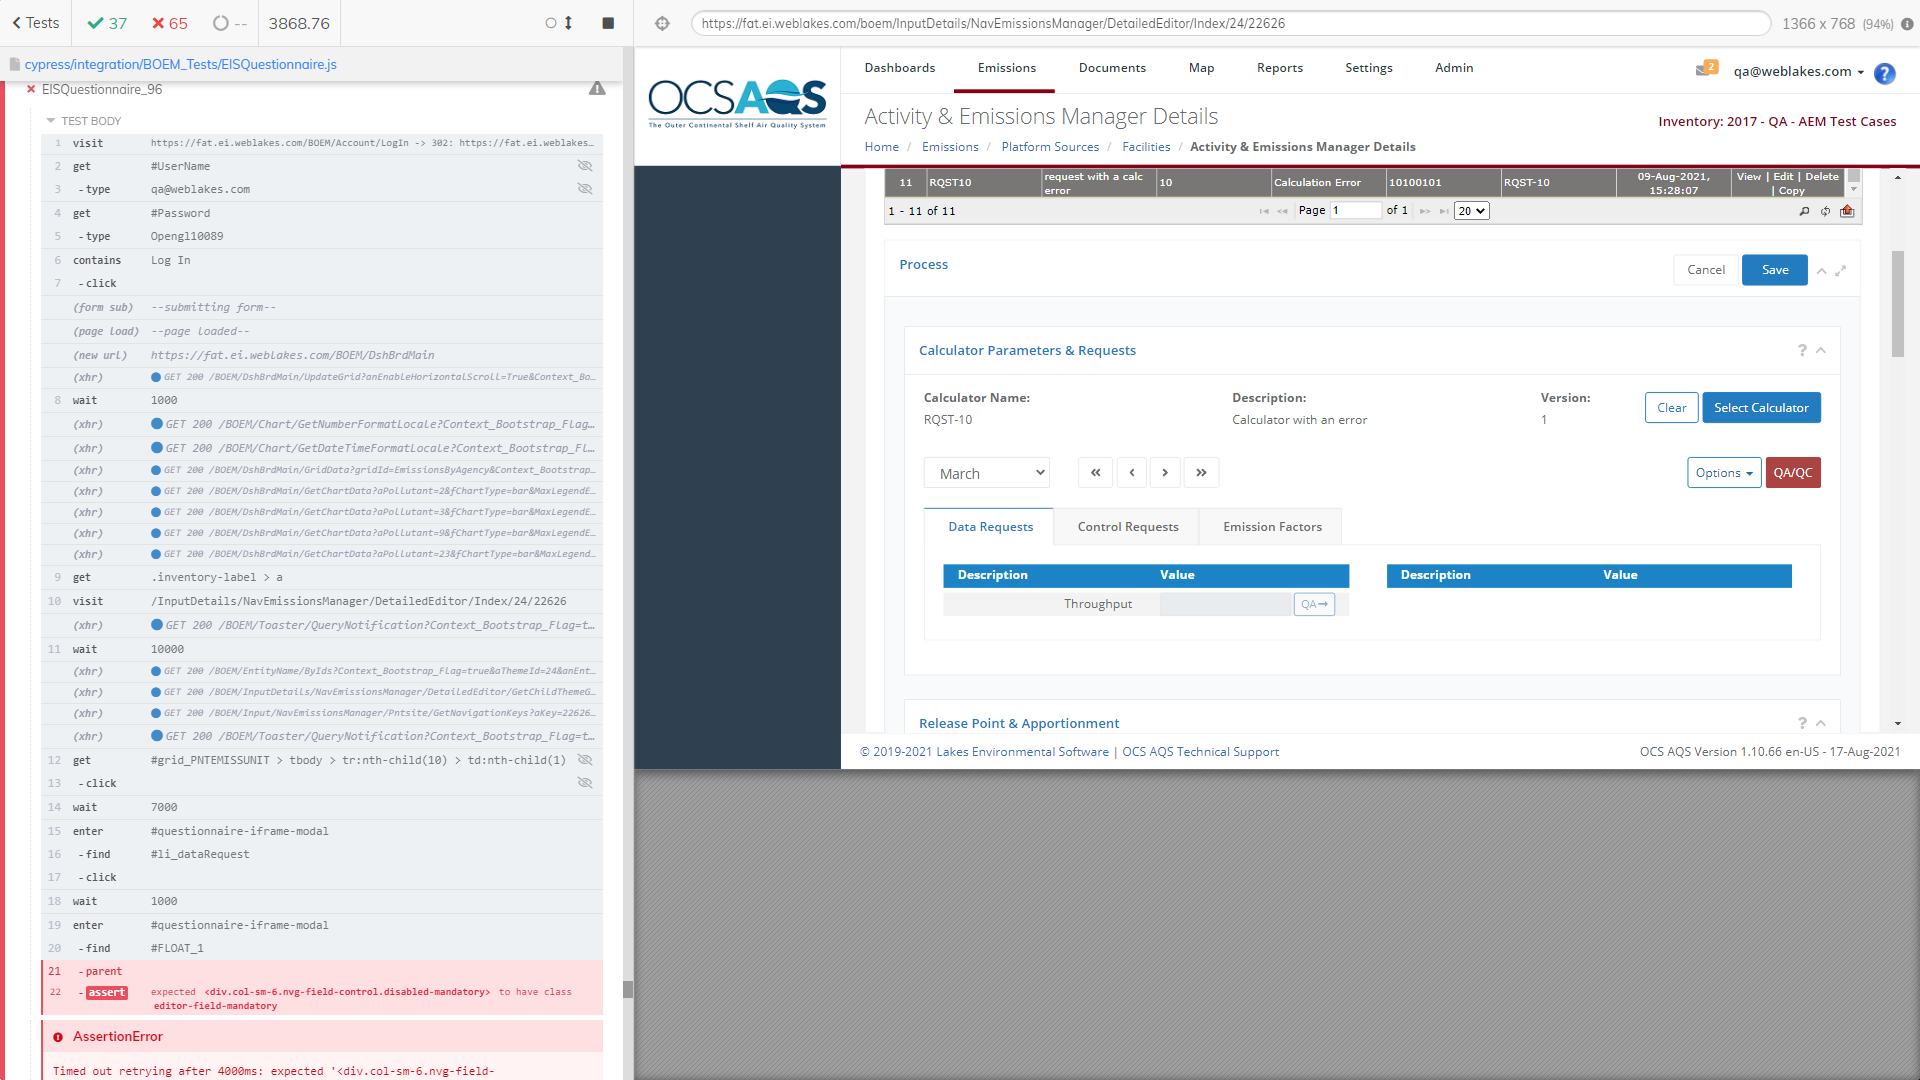 Tests
37
65
--
3868.76
cypress/integration/BOEM_Tests/EISQuestionnaire.js
EISQuestionnaire_96
TEST BODY
1 visit https://fat.ei.weblakes.com/BOEM/Account/LogIn -> 302: https://fat.ei.weblakes…
2 get #UserName
3 -type qa@weblakes.com
4 get #Password
5 -type Opengl10089
6 contains Log In
7 -click
(form sub) --submitting form--
(page load) --page loaded--
(new url) https://fat.ei.weblakes.com/BOEM/DshBrdMain
(xhr) GET 200 /BOEM/DshBrdMain/UpdateGrid?anEnableHorizontalScroll=True&Context_Bo…
8 wait 1000
(xhr) GET 200 /BOEM/Chart/GetNumberFormatLocale?Context_Bootstrap_Flag…
(xhr) GET 200 /BOEM/Chart/GetDateTimeFormatLocale?Context_Bootstrap_Fl…
(xhr) GET 200 /BOEM/DshBrdMain/GridData?gridId=EmissionsByAgency&Context_Bootstrap…
(xhr) GET 200 /BOEM/DshBrdMain/GetChartData?aPollutant=2&fChartType=bar&MaxLegendE…
(xhr) GET 200 /BOEM/DshBrdMain/GetChartData?aPollutant=3&fChartType=bar&MaxLegendE…
(xhr) GET 200 /BOEM/DshBrdMain/GetChartData?aPollutant=9&fChartType=bar&MaxLegendE…
(xhr) GET 200 /BOEM/DshBrdMain/GetChartData?aPollutant=23&fChartType=bar&MaxLegend…
9 get .inventory-label > a
10 visit /InputDetails/NavEmissionsManager/DetailedEditor/Index/24/22626
(xhr) GET 200 /BOEM/Toaster/QueryNotification?Context_Bootstrap_Flag=t…
11 wait 10000
(xhr) GET 200 /BOEM/EntityName/ByIds?Context_Bootstrap_Flag=true&aThemeId=24&anEnt…
(xhr) GET 200 /BOEM/InputDetails/NavEmissionsManager/DetailedEditor/GetChildThemeG…
(xhr) GET 200 /BOEM/Input/NavEmissionsManager/Pntsite/GetNavigationKeys?aKey=22626…
(xhr) GET 200 /BOEM/Toaster/QueryNotification?Context_Bootstrap_Flag=t…
12 get #grid_PNTEMISSUNIT > tbody > tr:nth-child(10) > td:nth-child(1)
13 -click
14 wait 7000
15 enter #questionnaire-iframe-modal
16 -find #li_dataRequest
17 -click
18 wait 1000
19 enter #questionnaire-iframe-modal
20 -find #FLOAT_1
21 -parent
22 -assert expected <div.col-sm-6.nvg-field-control.disabled-mandatory> to have class
editor-field-mandatory
AssertionError
Timed out retrying after 4000ms: expected '<div.col-sm-6.nvg-field-
https://fat.ei.weblakes.com/boem/InputDetails/NavEmissionsManager/DetailedEditor/Index/24/22626
1366 x 768 (94%)
OCSAQS
The Outer Continental Shelf Air Quality System
Dashboards Emissions Documents Map Reports Settings Admin
2
qa@weblakes.com
?
Activity & Emissions Manager Details
Inventory: 2017 - QA - AEM Test Cases
Home / Emissions / Platform Sources / Facilities / Activity & Emissions Manager Details
11 RQST10 request with a calc error 10 Calculation Error 10100101 RQST-10 09-Aug-2021, 15:28:07 View | Edit | Delete | Copy
1 - 11 of 11
Page 1 of 1
20
Process
Cancel
Save
Calculator Parameters & Requests
?
Calculator Name: Description: Version:
RQST-10 Calculator with an error 1
Clear
Select Calculator
March
« ‹ › »
Options
QA/QC
Data Requests Control Requests Emission Factors
Description Value Description Value
Throughput QA→
Release Point & Apportionment
?
© 2019-2021 Lakes Environmental Software | OCS AQS Technical Support
OCS AQS Version 1.10.66 en-US - 17-Aug-2021